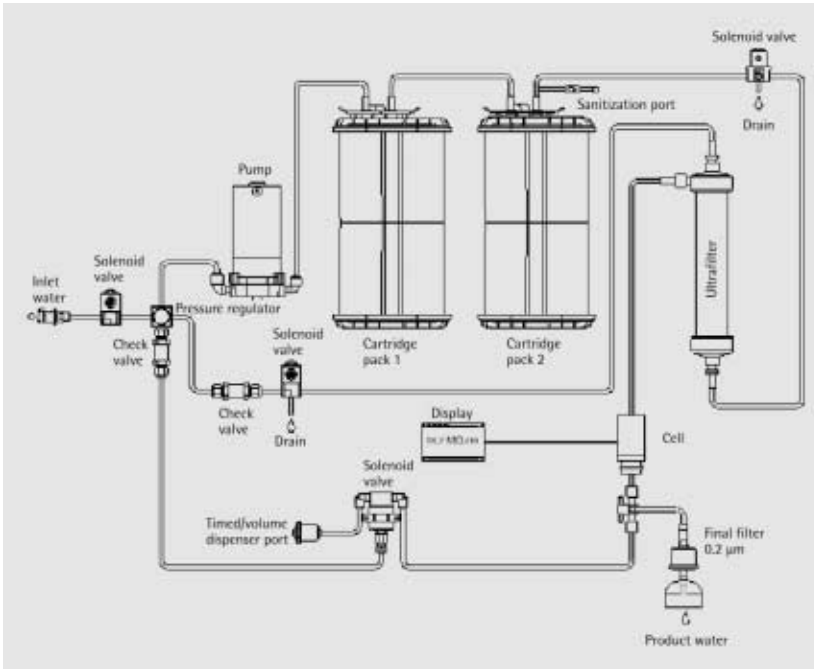 Solenoid valve
Sanitization port
Drain
Pump
Ultrafilter
Solenoid
valve
Inlet
water
Pressure regulator
Check
valve
Solenoid
valve
Cartridge
pack 1
Cartridge
pack 2
Check
valve
Drain
Display
Cell
Solenoid
valve
Timed/volume
dispenser port
Final filter
0.2 µm
Product water